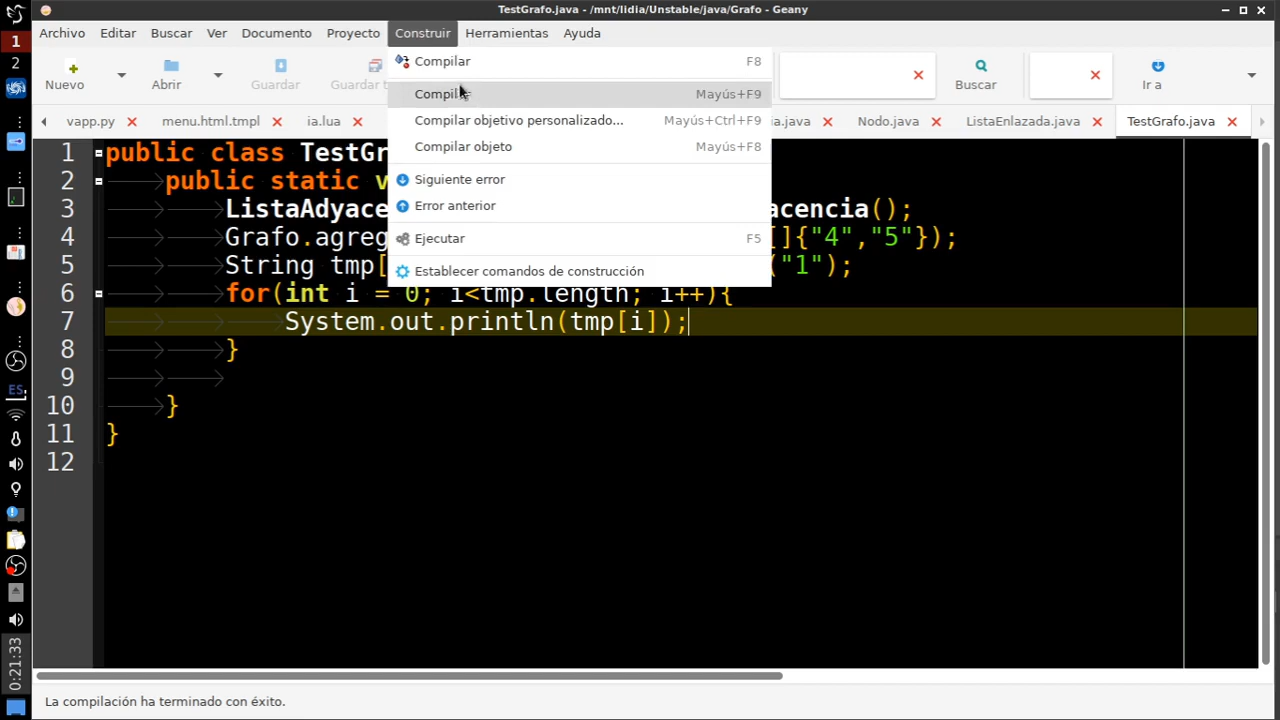 TestGrafo.java - /mnt/lidia/Unstable/java/Grafo - Geany
Archivo Editar Buscar Ver Documento Proyecto Construir Herramientas Ayuda
Nuevo Abrir Guardar Guardar Buscar Ir a
Compilar F8
Compilar Mayús+F9
Compilar objetivo personalizado... Mayús+Ctrl+F9
Compilar objeto Mayús+F8
Siguiente error
Error anterior
Ejecutar F5
Establecer comandos de construcción
vapp.py menu.html.tmpl ia.lua a.java Nodo.java ListaEnlazada.java TestGrafo.java
1 public class TestGr
2 public static v
3 ListaAdyace acencia();
4 Grafo.agreg []{"4","5"});
5 String tmp[ ("1");
6 for(int i = 0; i<tmp.length; i++){
7 System.out.println(tmp[i]);
8 }
9
10 }
11 }
12
1
2
ES
0:21:33
La compilación ha terminado con éxito.